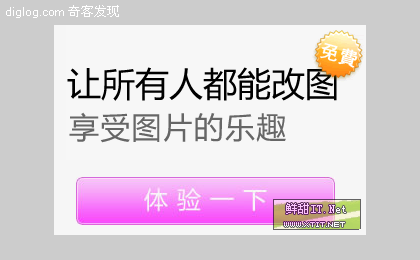 diglog.com 奇客发现
免費
让所有人都能改图
享受图片的乐趣
体验一下
鲜甜IT.Net
WWW.XTIT.NET